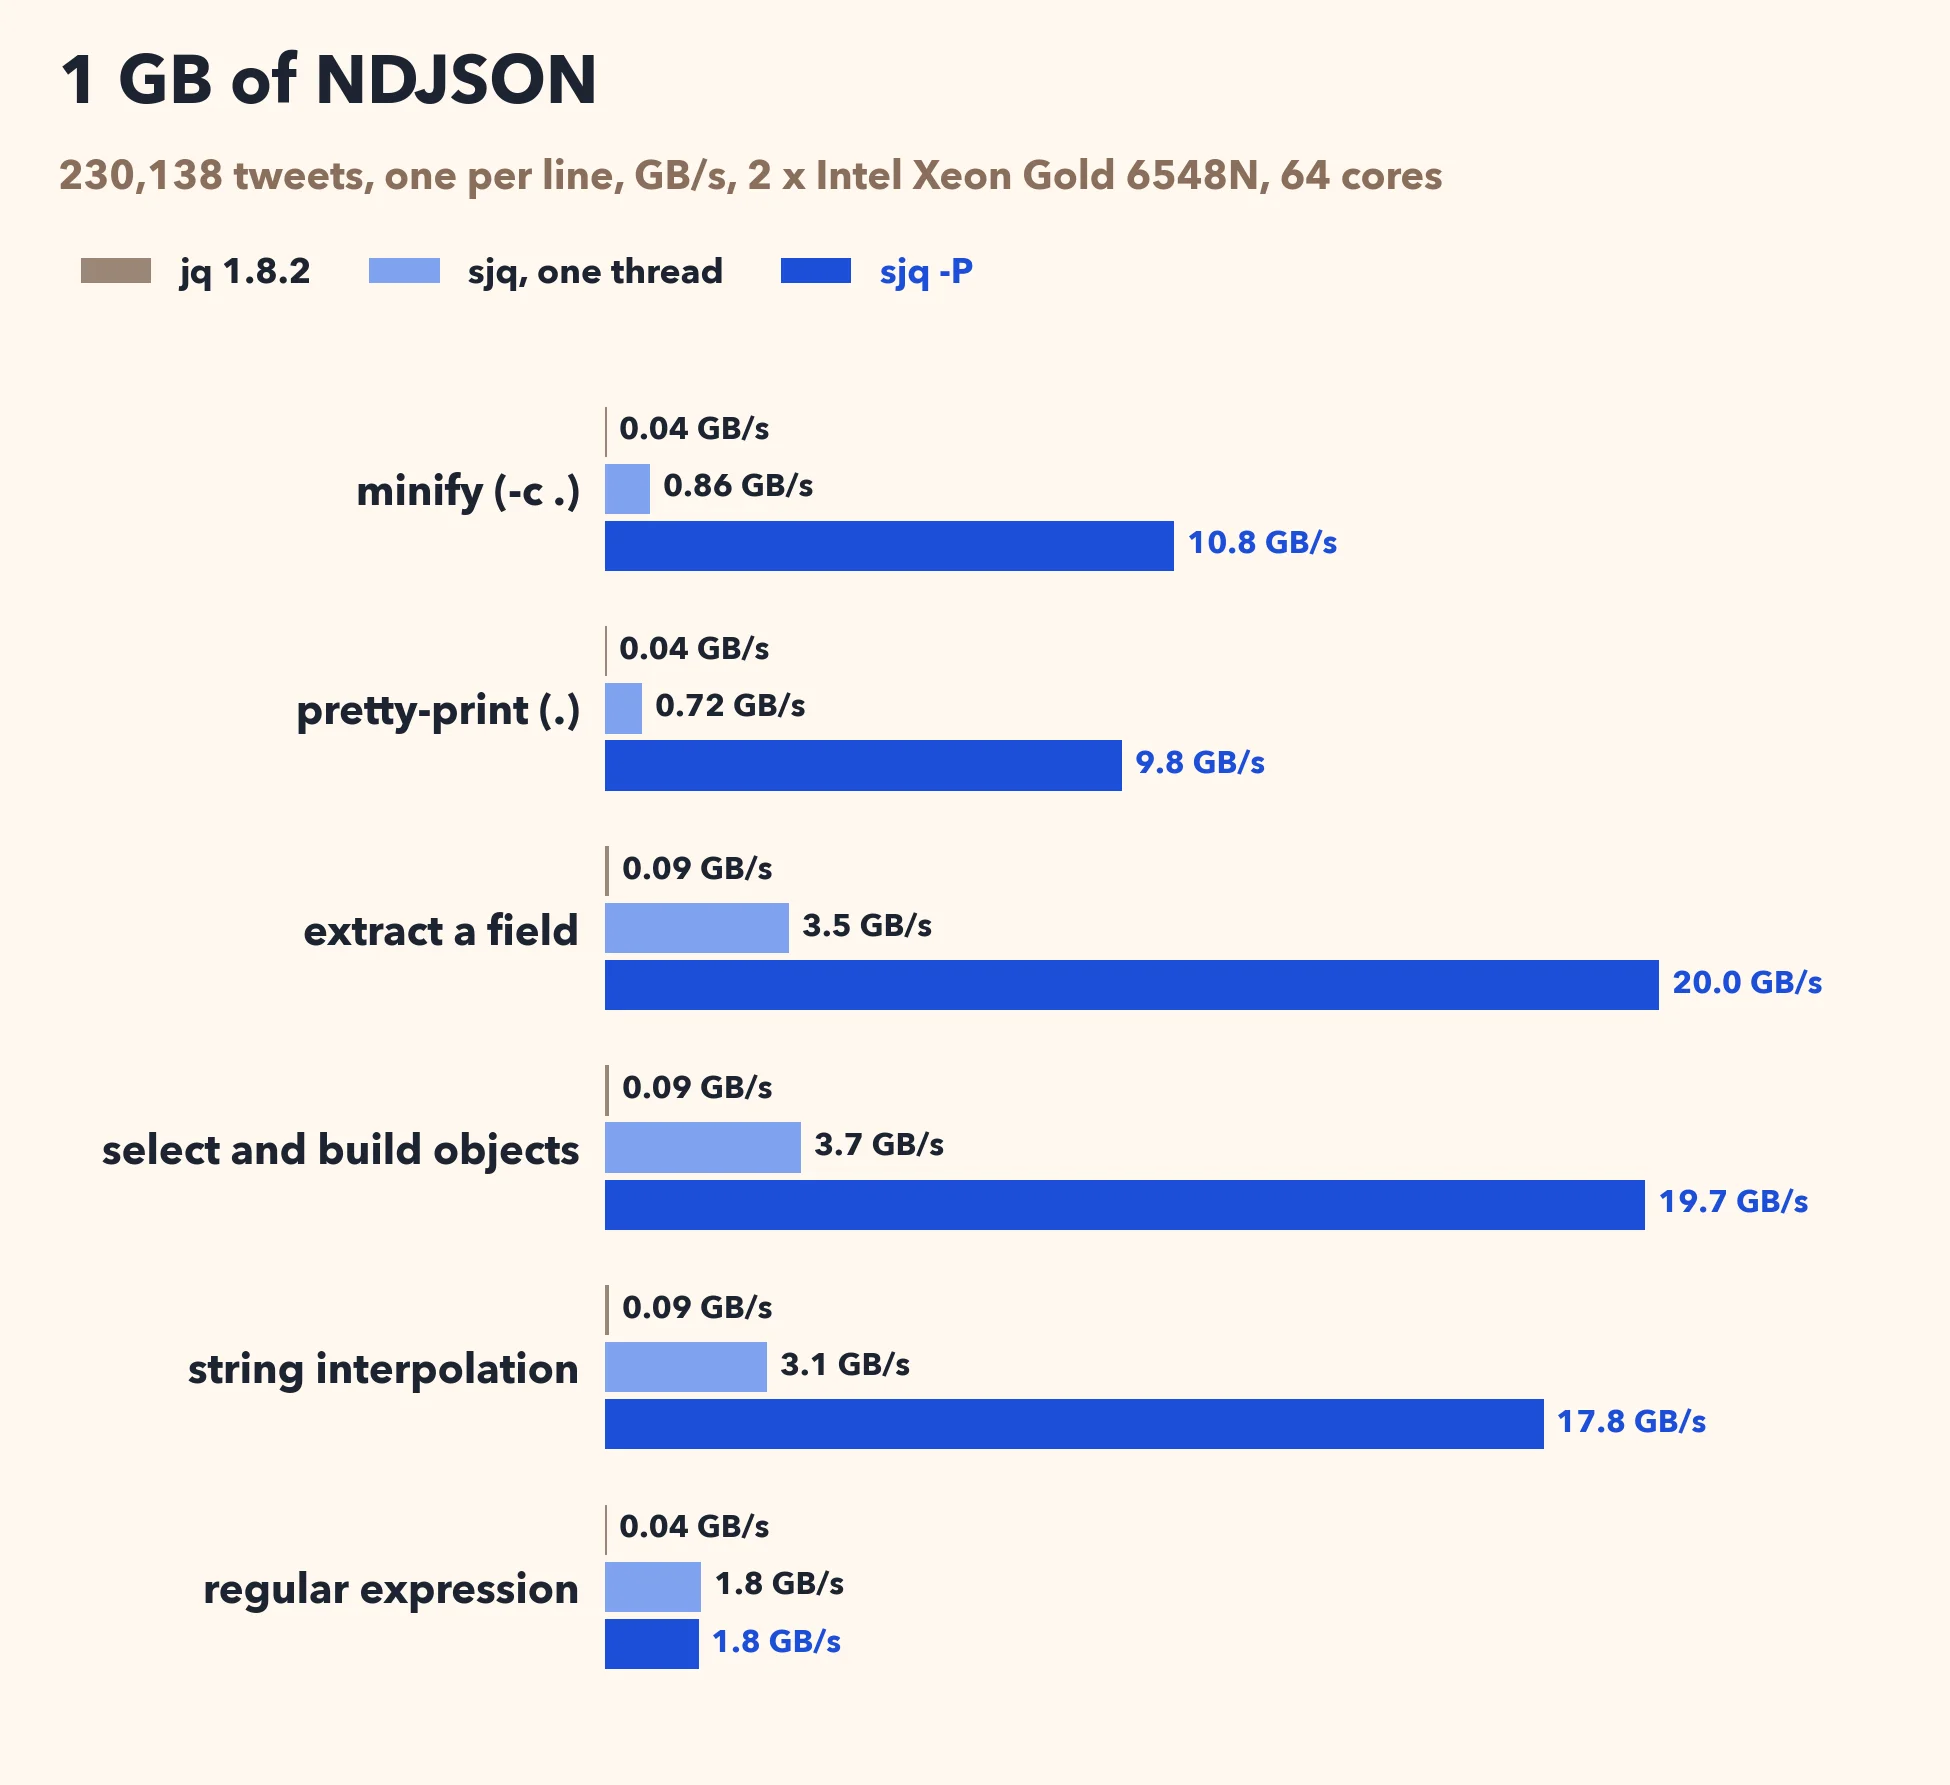 1 GB of NDJSON
230,138 tweets, one per line, GB/s, 2 x Intel Xeon Gold 6548N, 64 cores
jq 1.8.2 sjq, one thread sjq -P
0.04 GB/s
minify (-c .) 0.86 GB/s
10.8 GB/s
0.04 GB/s
pretty-print (.) 0.72 GB/s
9.8 GB/s
0.09 GB/s
extract a field 3.5 GB/s
20.0 GB/s
0.09 GB/s
select and build objects 3.7 GB/s
19.7 GB/s
0.09 GB/s
string interpolation 3.1 GB/s
17.8 GB/s
0.04 GB/s
regular expression 1.8 GB/s
1.8 GB/s